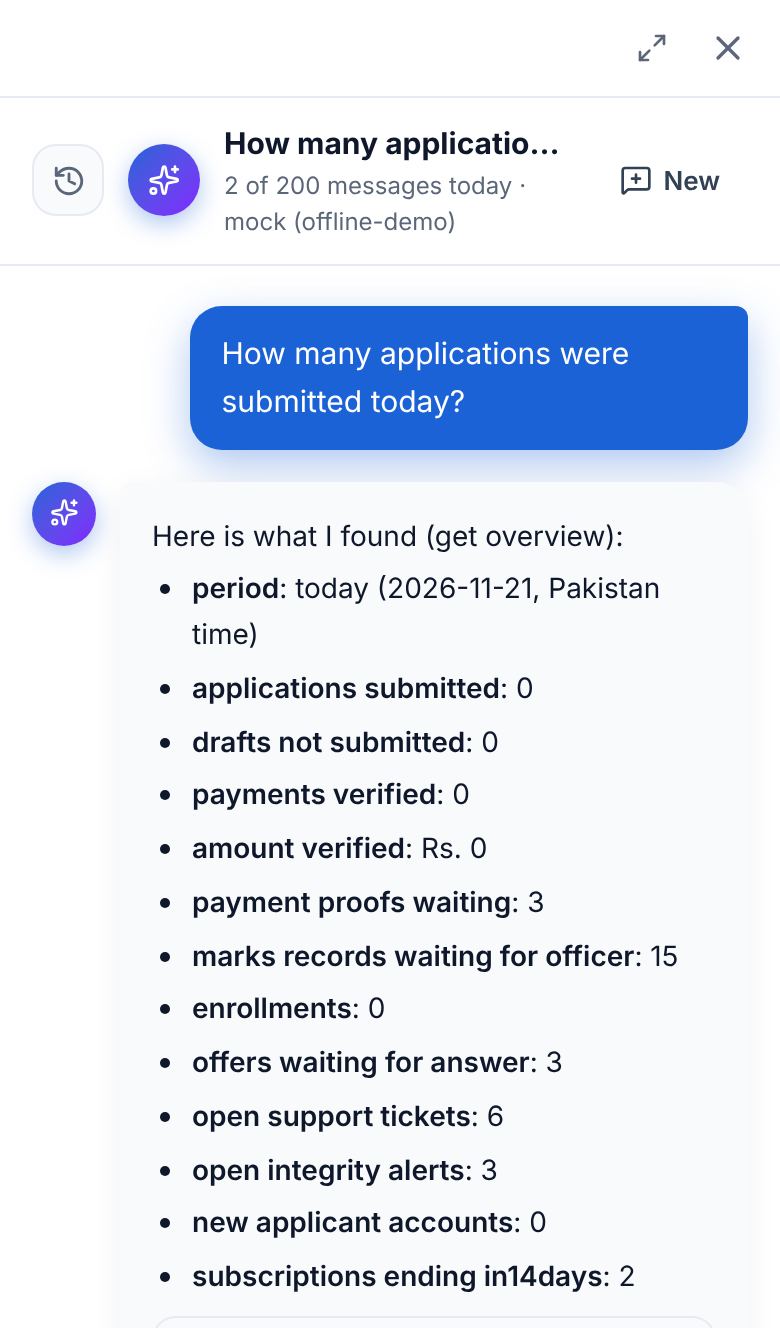 How many applicatio...
2 of 200 messages today ·
mock (offline-demo)
New
How many applications were
submitted today?
Here is what I found (get overview):
• period: today (2026-11-21, Pakistan
time)
• applications submitted: 0
• drafts not submitted: 0
• payments verified: 0
• amount verified: Rs. 0
• payment proofs waiting: 3
• marks records waiting for officer: 15
• enrollments: 0
• offers waiting for answer: 3
• open support tickets: 6
• open integrity alerts: 3
• new applicant accounts: 0
• subscriptions ending in14days: 2